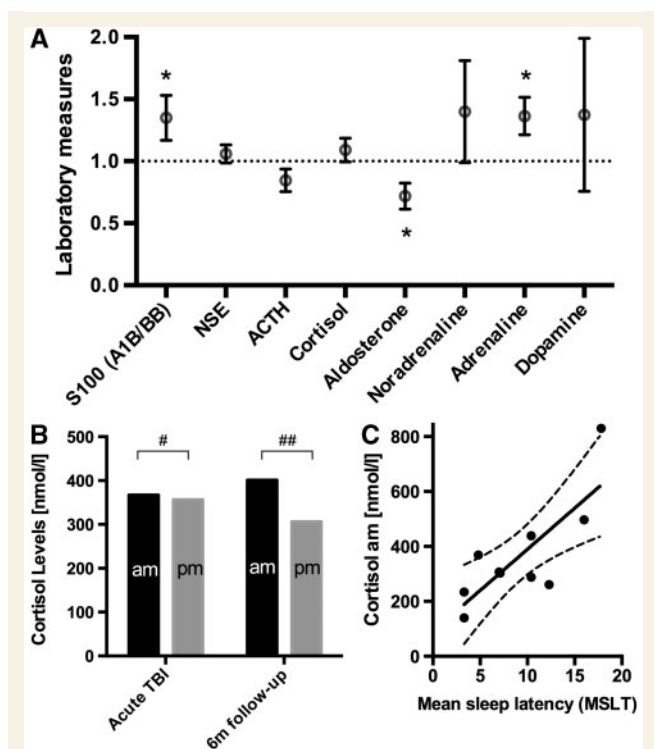 A
Laboratory measures
2.0
1.5
1.0
0.5
0.0
*
*
*
S100 (A1B/BB)
NSE
ACTH
Cortisol
Aldosterone
Noradrenaline
Adrenaline
Dopamine
B
Cortisol Levels [nmol/l]
500
400
300
200
100
0
#
##
am
pm
am
pm
Acute TBI
6m follow-up
C
Cortisol am [nmol/l]
800
600
400
200
0
0 5 10 15 20
Mean sleep latency (MSLT)